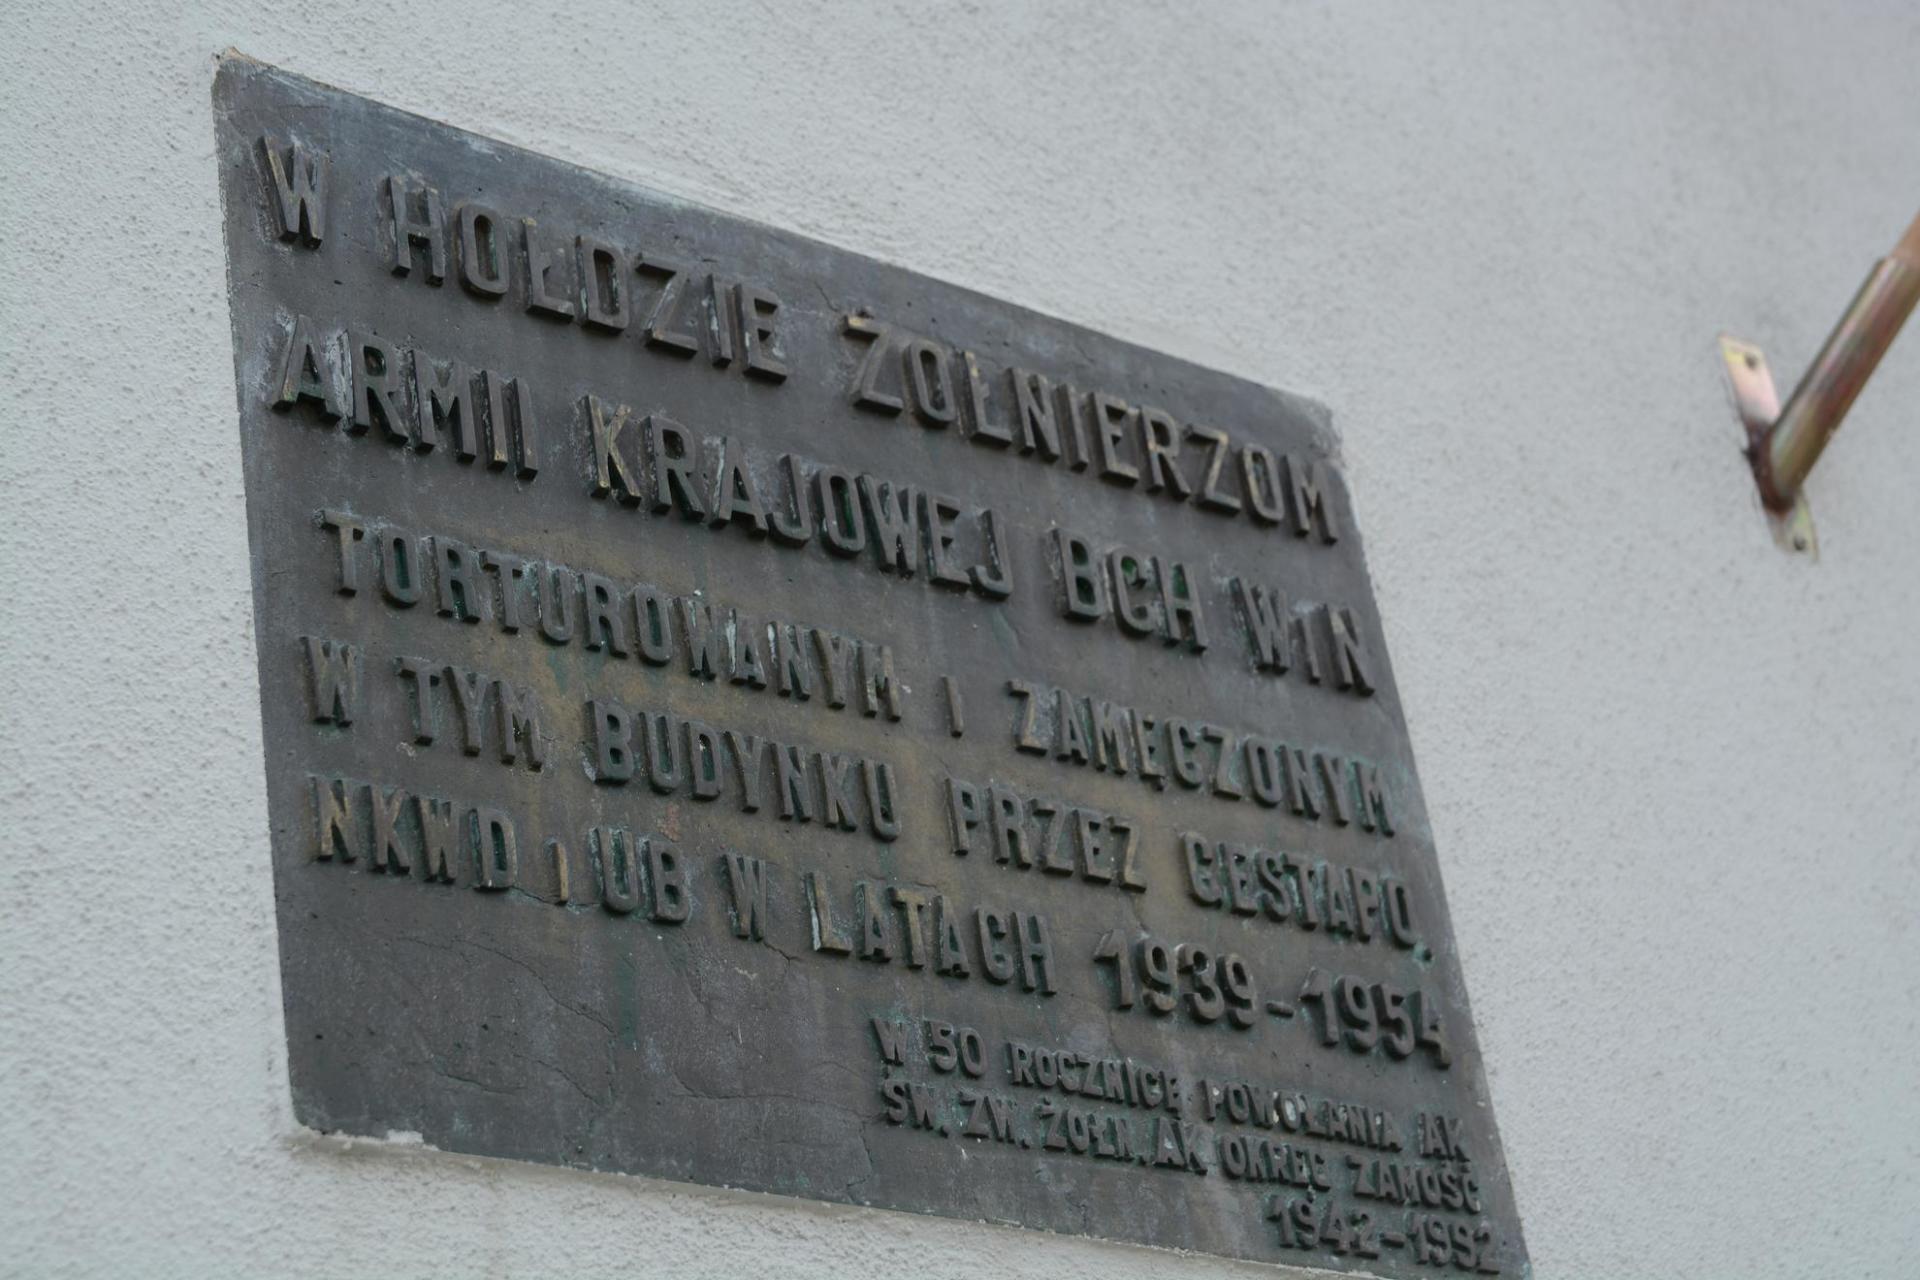 W HOŁDZIE ŻOŁNIERZOM
ARMII KRAJOWEJ BCH WIN
TORTUROWANYM I ZAMĘCZONYM
W TYM BUDYNKU PRZEZ GESTAPO,
NKWD I UB W LATACH 1939-1954
W 50 ROCZNICĘ POWOŁANIA AK
ŚW. ZW. ŻOŁN. AK OKRĘG ZAMOŚĆ
1942-1992